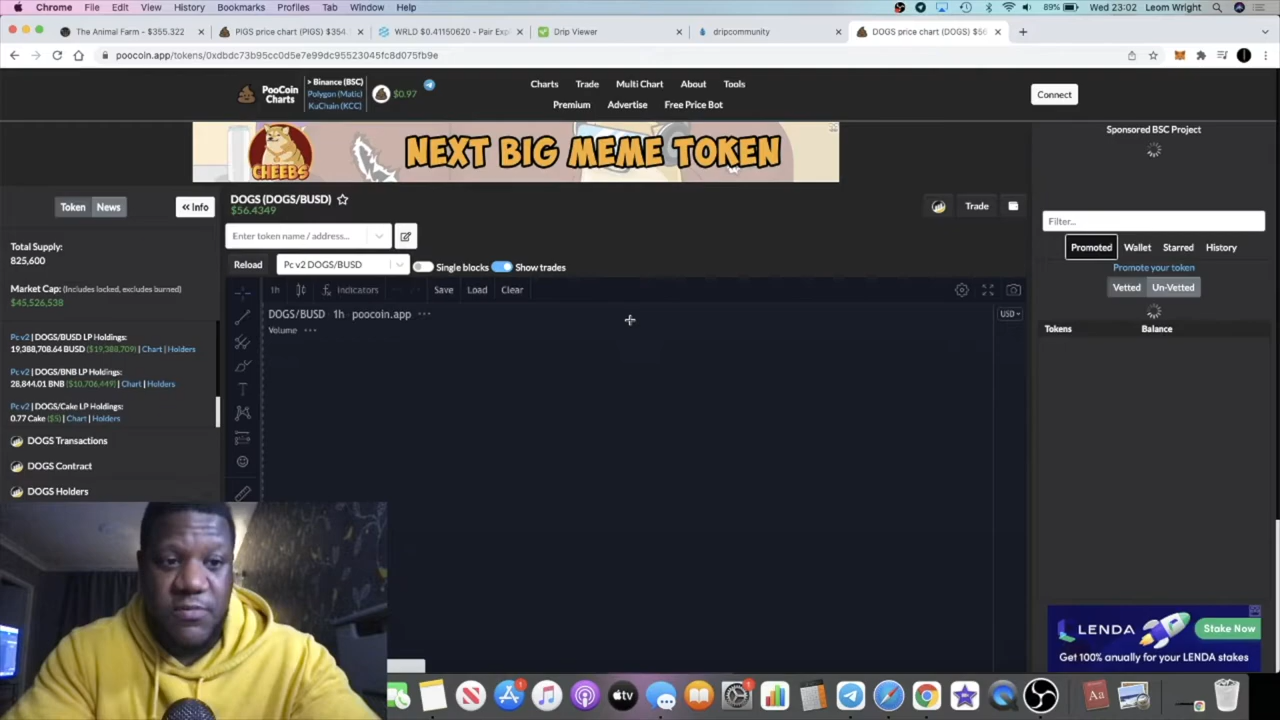 Chrome File Edit View History Bookmarks Profiles Tab Window Help
89% Wed 23:02 Leom Wright
The Animal Farm - $355.322
PIGS price chart (PIGS) $354.
WRLD $0.41150620 - Pair Exp
Drip Viewer
dripcommunity
DOGS price chart (DOGS) $56
poocoin.app/tokens/0xdbdc73b95cc0d5e7e99dc95523045fc8d075fb9e
PooCoin
Charts
> Binance (BSC)
Polygon (Matic)
KuChain (KCC)
$0.97
Charts Trade Multi Chart About Tools
Premium Advertise Free Price Bot
Connect
CHEEBS
NEXT BIG MEME TOKEN
Sponsored BSC Project
Token News
Info
DOGS (DOGS/BUSD)
$56.4349
Trade
Filter...
Enter token name / address...
Promoted Wallet Starred History
Total Supply:
825,600
Reload
Pc v2 DOGS/BUSD
Single blocks
Show trades
Promote your token
Vetted Un-Vetted
Market Cap: (Includes locked, excludes burned)
$45,526,538
1h
Indicators
Save
Load
Clear
DOGS/BUSD 1h · poocoin.app
USD
Volume
Tokens Balance
Pc v2 | DOGS/BUSD LP Holdings:
19,388,708.64 BUSD ($19,388,709) | Chart | Holders
Pc v2 | DOGS/BNB LP Holdings:
28,844.01 BNB ($10,706,449) | Chart | Holders
Pc v2 | DOGS/Cake LP Holdings:
0.77 Cake ($5) | Chart | Holders
DOGS Transactions
DOGS Contract
DOGS Holders
LENDA
Stake Now
Get 100% annually for your LENDA stakes
tv
Aa